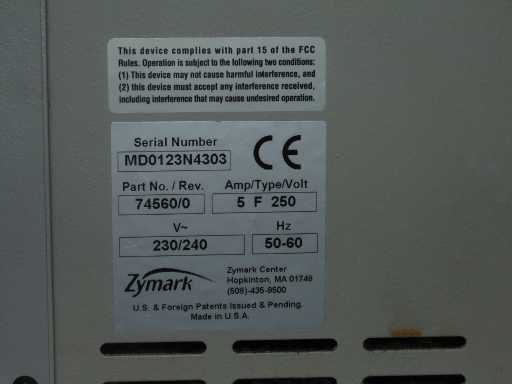 This device complies with part 15 of the FCC
Rules. Operation is subject to the following two conditions:
(1) This device may not cause harmful interference, and
(2) this device must accept any interference received,
including interference that may cause undesired operation.
Serial Number
MD0123N4303
CE
Part No. / Rev.
Amp/Type/Volt
74560/0
5 F 250
V~
Hz
230/240
50-60
Zymark
Zymark Center
Hopkinton, MA 01748
(508)-435-9500
U.S. & Foreign Patents Issued & Pending.
Made in U.S.A.